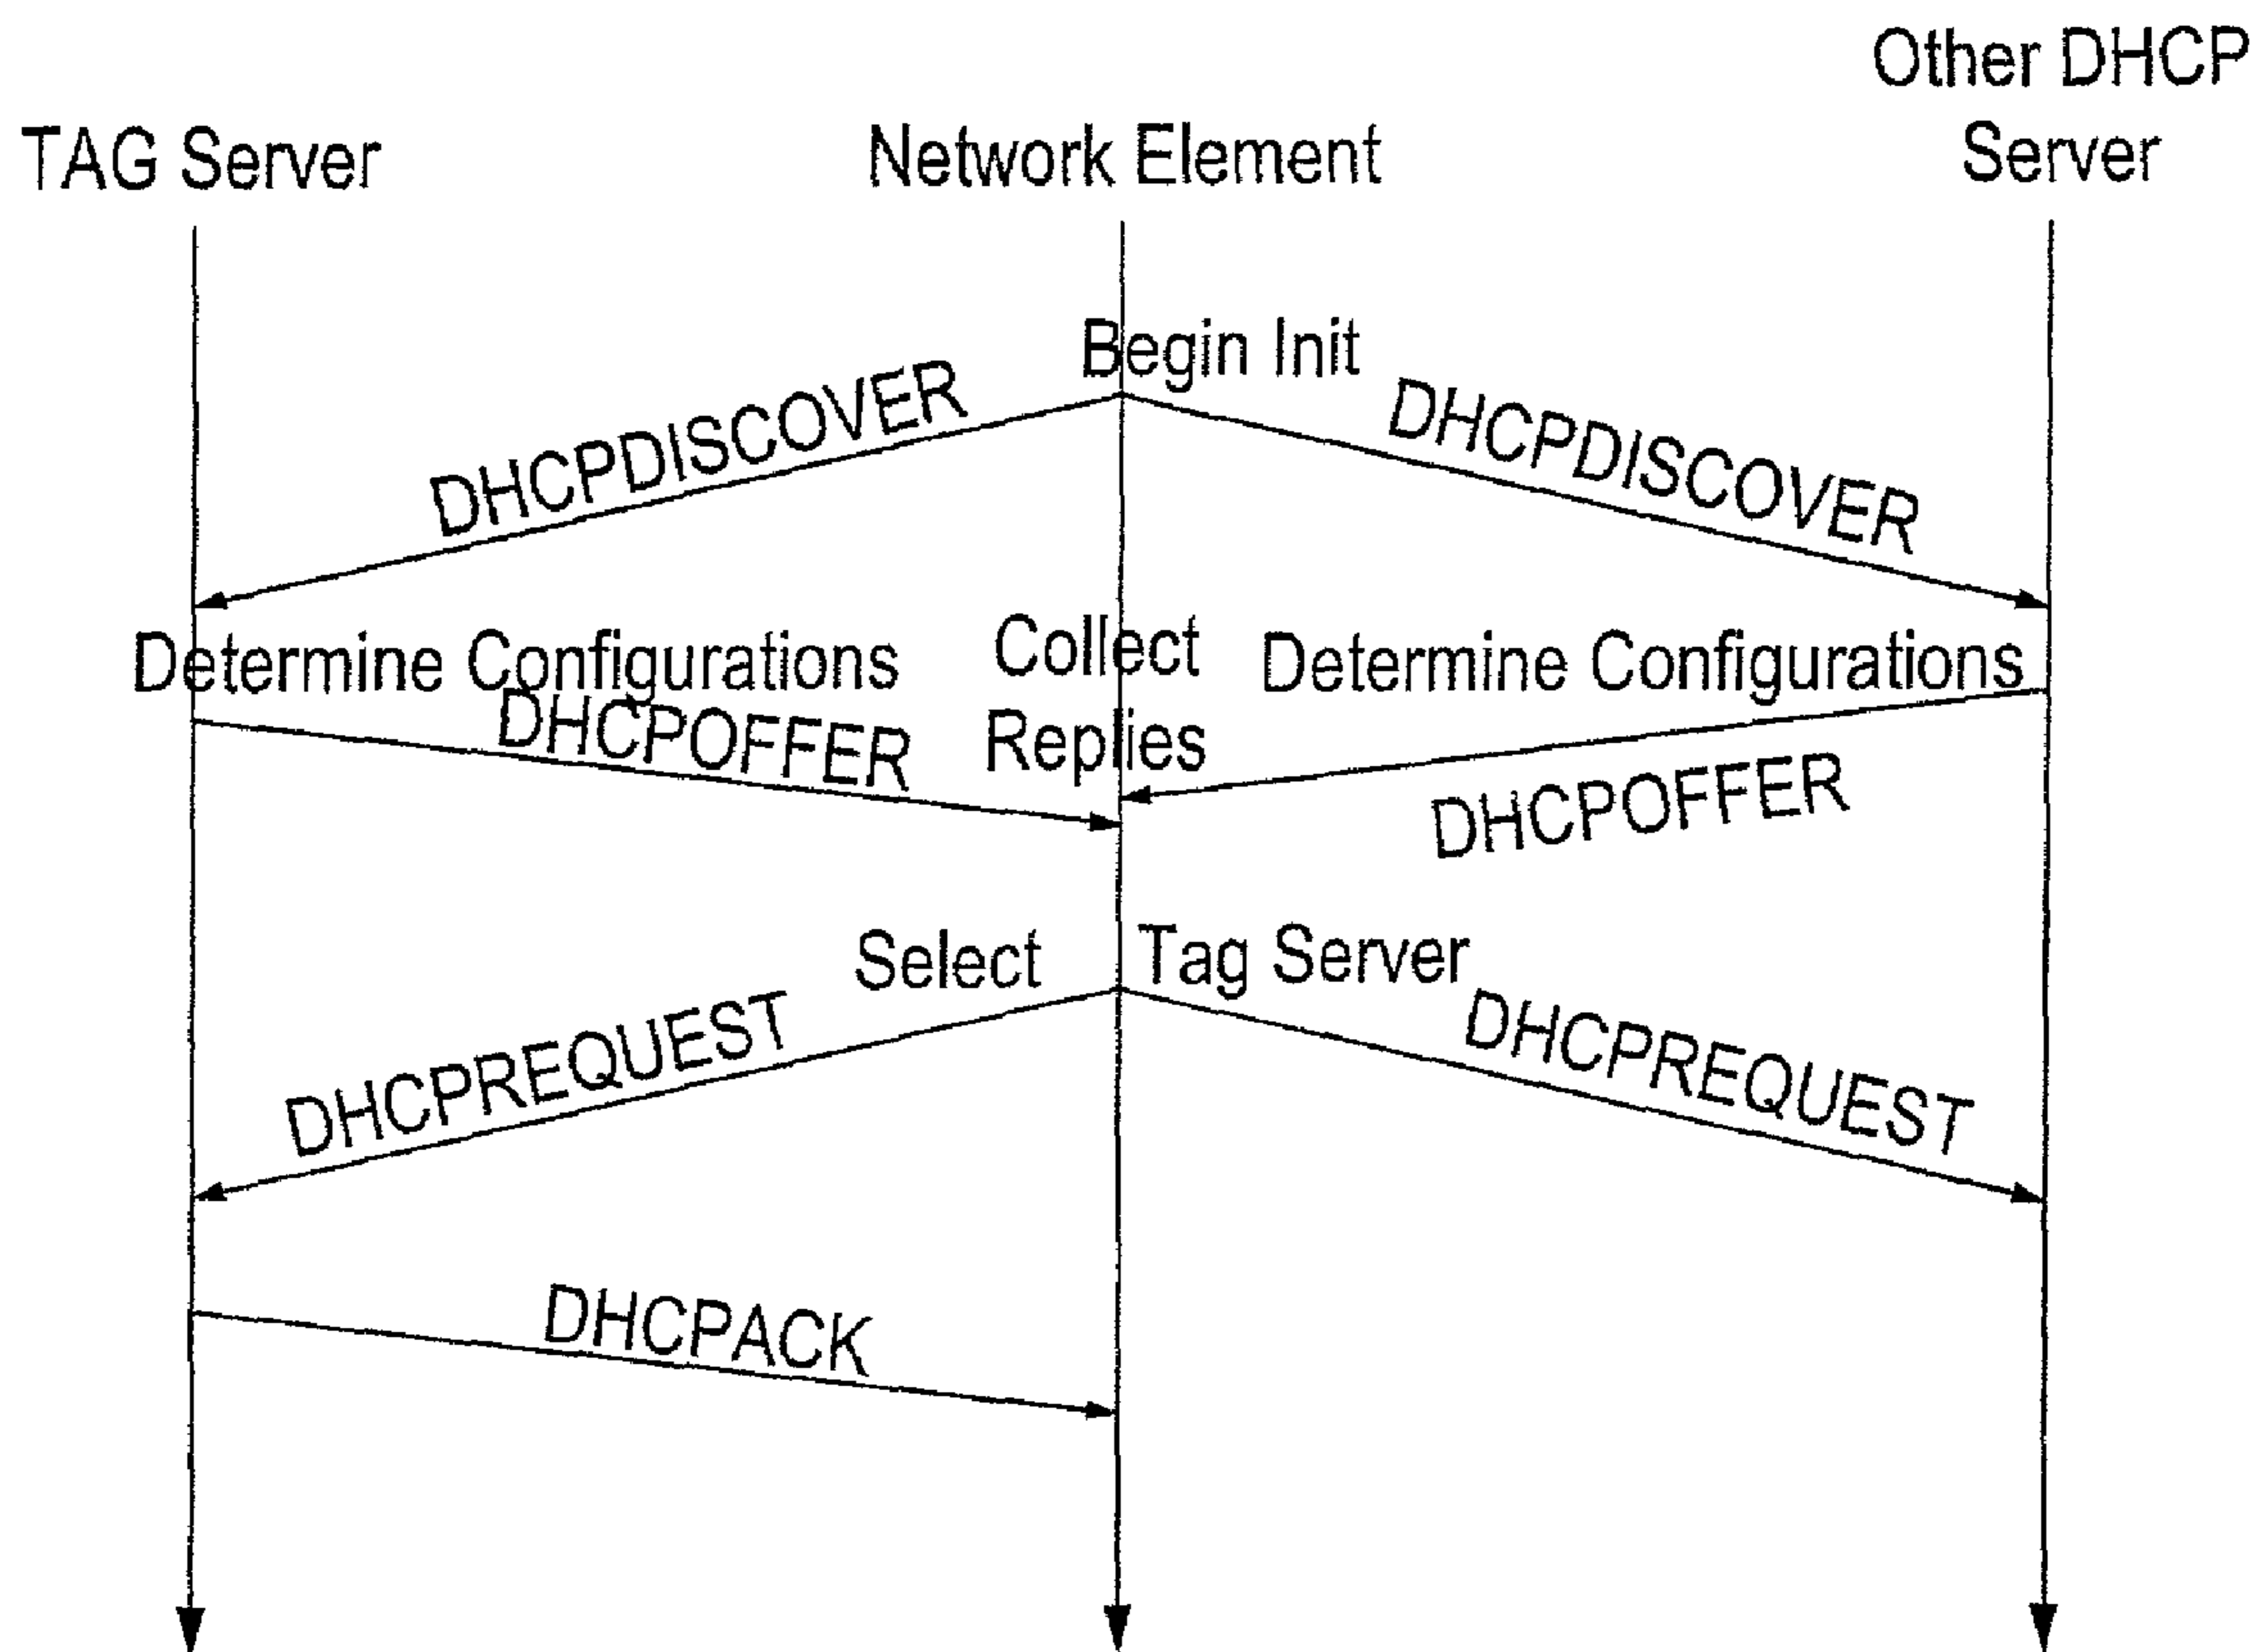 Other DHCP
Server
TAG Server
Network Element
Begin Init
DHCPDISCOVER
DHCPDISCOVER
Determine Configurations
Collect
Replies
Determine Configurations
DHCPOFFER
DHCPOFFER
Select Tag Server
DHCPREQUEST
DHCPREQUEST
DHCPACK